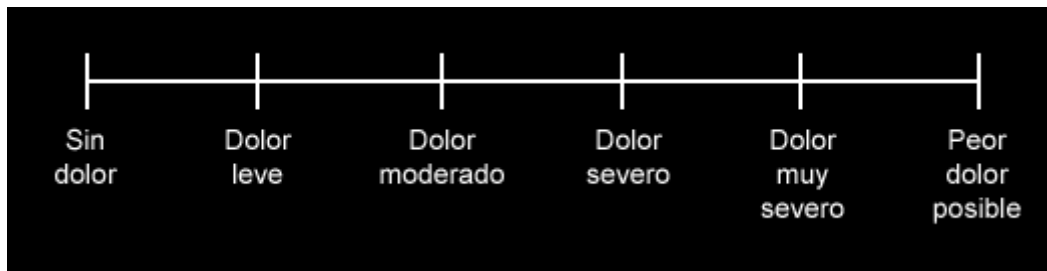 Sin
dolor
Dolor
leve
Dolor
moderado
Dolor
severo
Dolor
muy
severo
Peor
dolor
posible